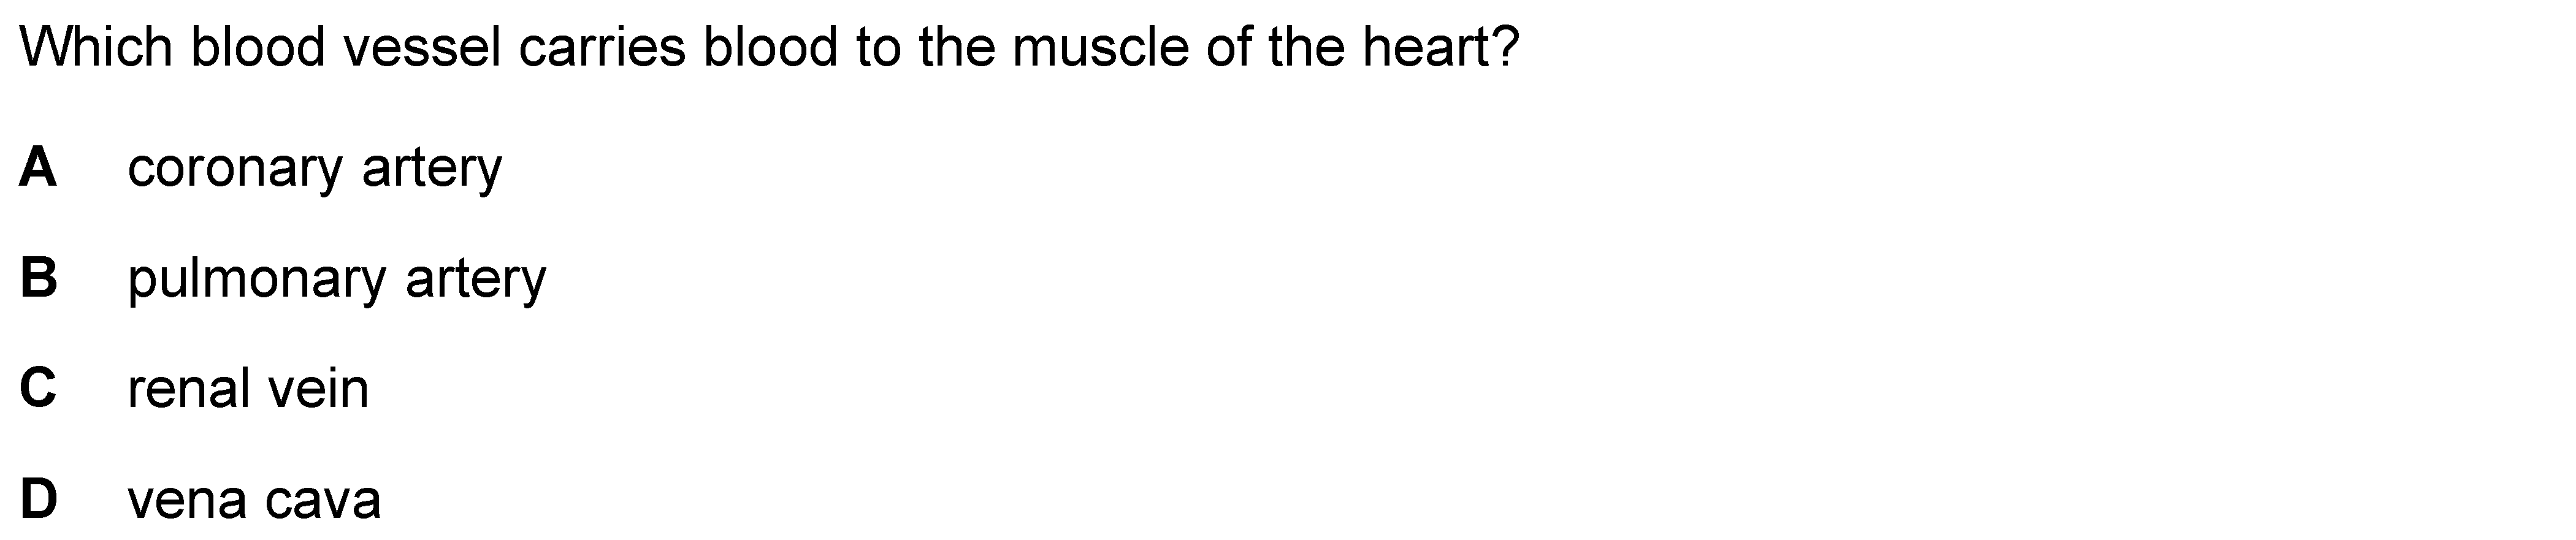 Which blood vessel carries blood to the muscle of the heart?
A coronary artery
B pulmonary artery
C renal vein
D vena cava